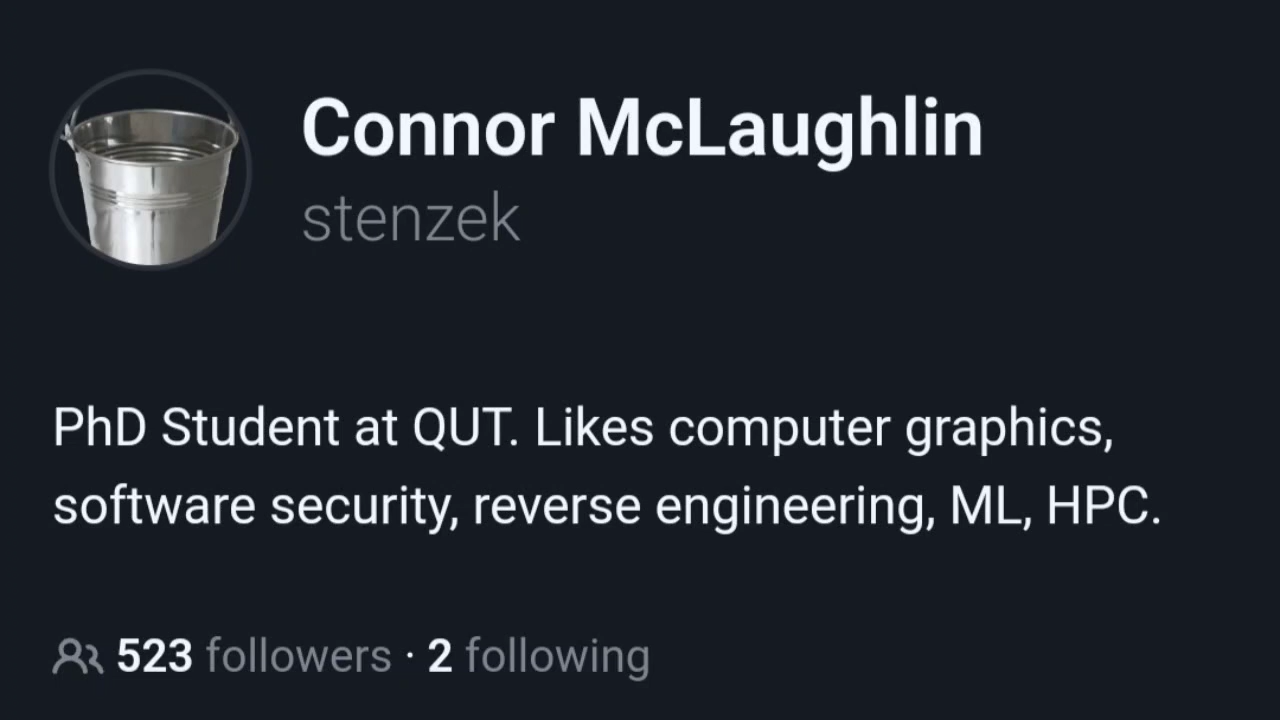 Connor McLaughlin
stenzek
PhD Student at QUT. Likes computer graphics,
software security, reverse engineering, ML, HPC.
523 followers · 2 following